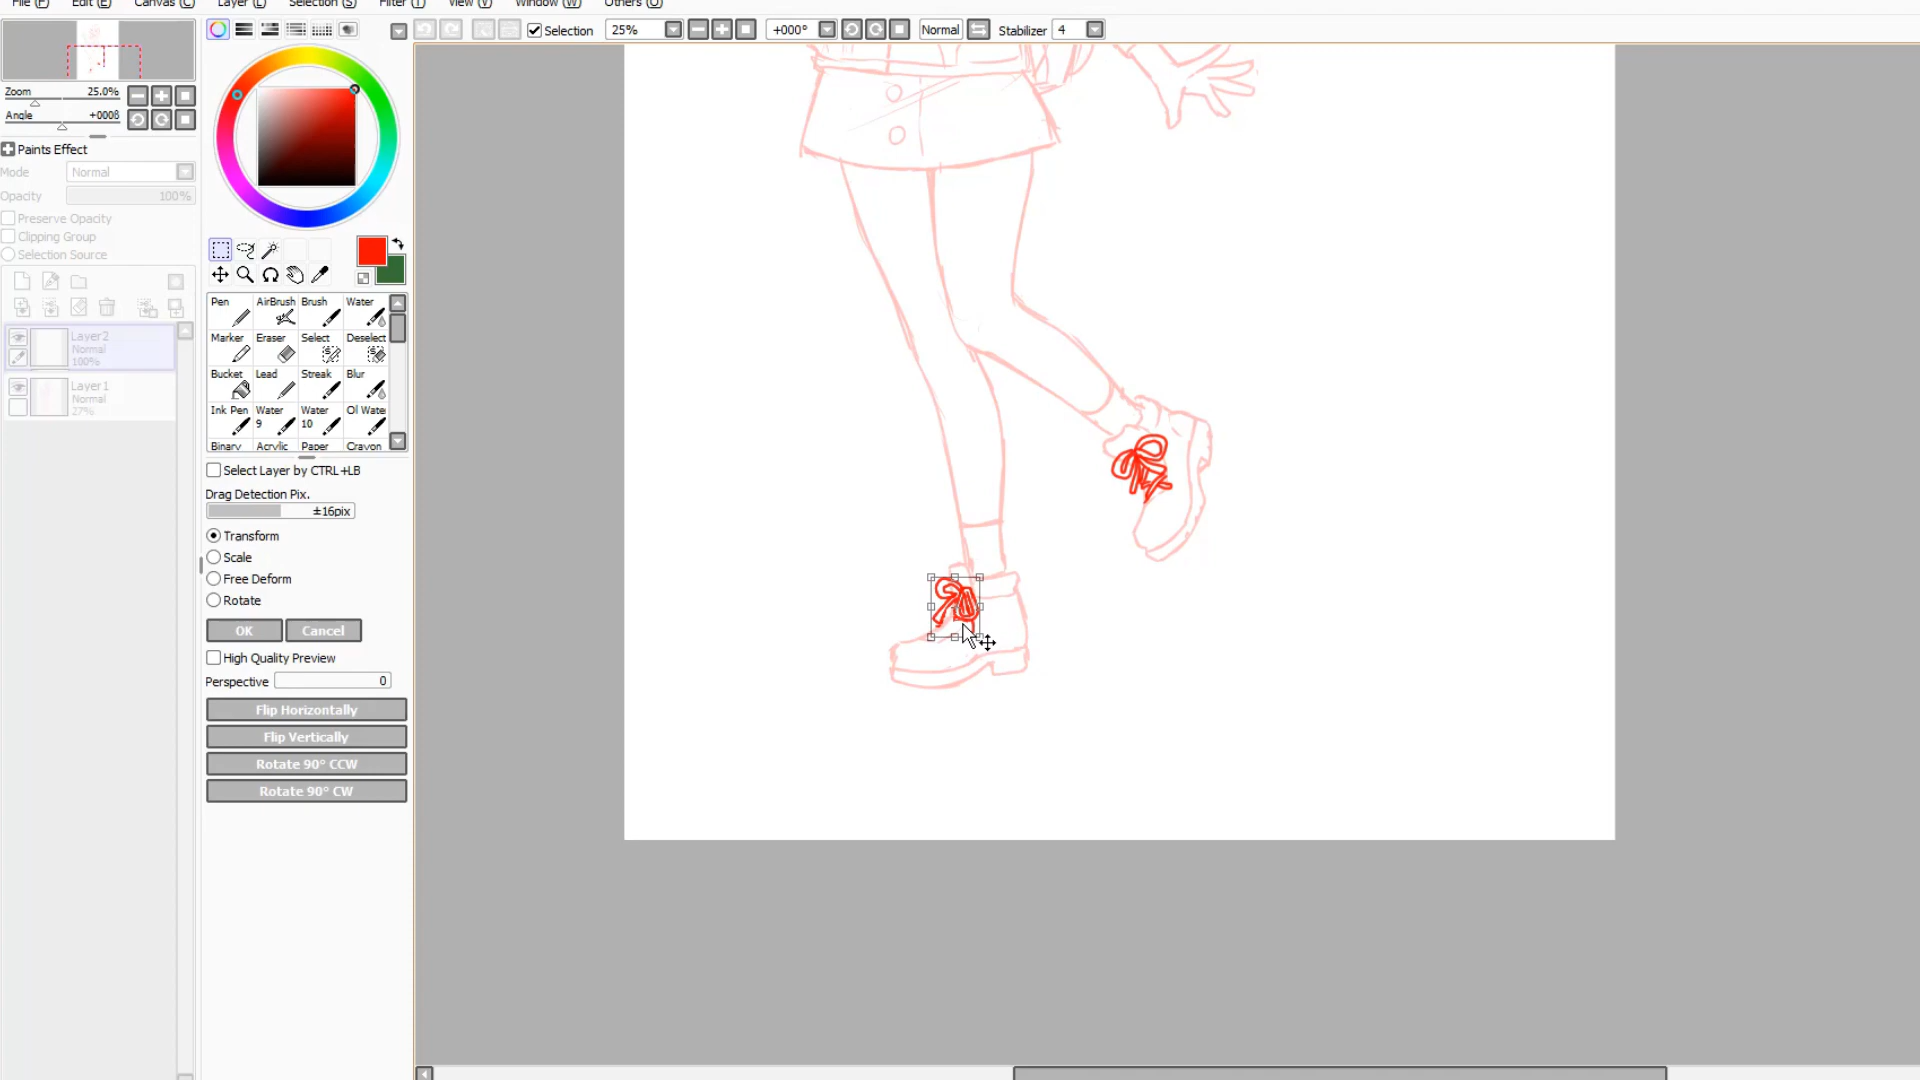 File (F) Edit (E) Canvas (C) Layer (L) Selection (S) Filter (T) View (V) Window (W) Others (O)
Selection 25% +000° Normal Stabilizer 4
Zoom 25.0%
Angle +000ß
Paints Effect
Mode Normal
Opacity 100%
Preserve Opacity
Clipping Group
Selection Source
Layer2
Normal
100%
Layer1
Normal
27%
Pen AirBrush Brush Water
Marker Eraser Select Deselect
Bucket Lead Streak Blur
Ink Pen Water 9 Water 10 Ol Wate
Binary Acrylic Paper Crayon
Select Layer by CTRL+LB
Drag Detection Pix.
±16pix
Transform
Scale
Free Deform
Rotate
OK Cancel
High Quality Preview
Perspective 0
Flip Horizontally
Flip Vertically
Rotate 90° CCW
Rotate 90° CW